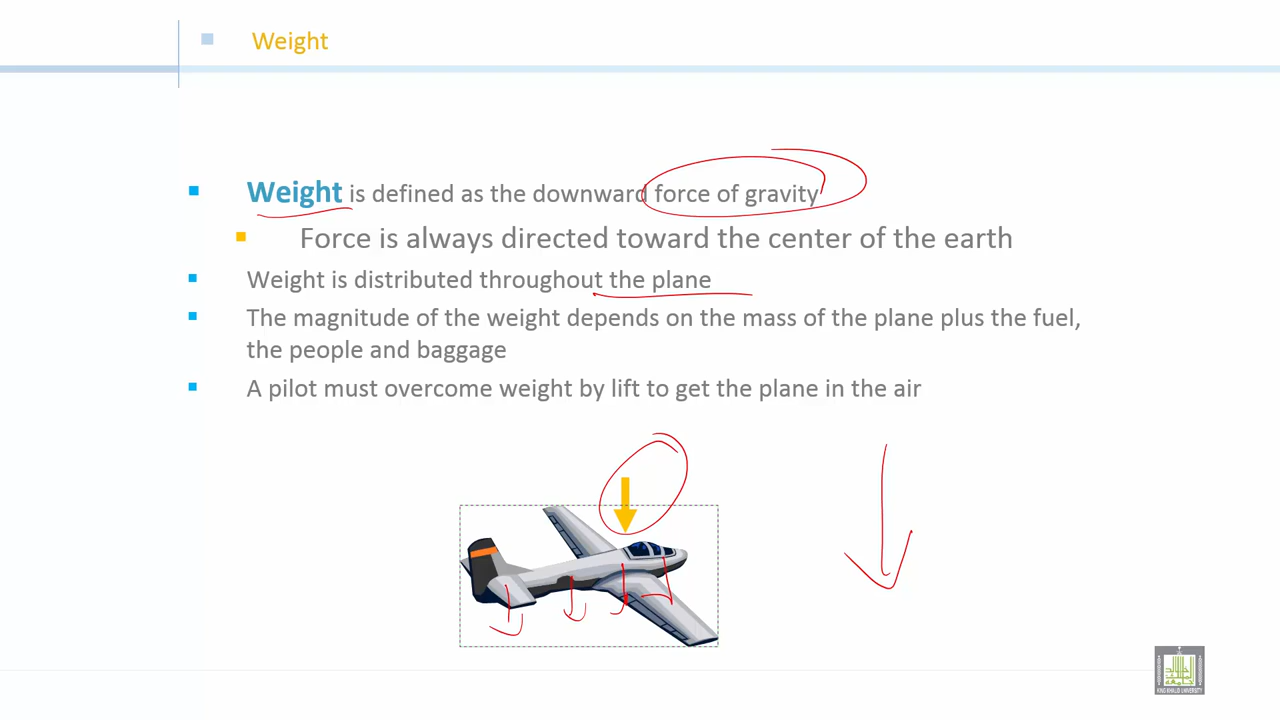 Weight
Weight is defined as the downward force of gravity
Force is always directed toward the center of the earth
Weight is distributed throughout the plane
The magnitude of the weight depends on the mass of the plane plus the fuel,
the people and baggage
A pilot must overcome weight by lift to get the plane in the air
KING KHALID UNIVERSITY